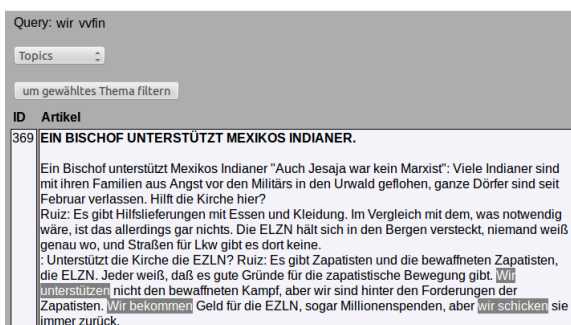 Query: wir vvfin
Topics
um gewähltes Thema filtern
ID Artikel
369 EIN BISCHOF UNTERSTÜTZT MEXIKOS INDIANER.
Ein Bischof unterstützt Mexikos Indianer "Auch Jesaja war kein Marxist": Viele Indianer sind
mit ihren Familien aus Angst vor den Militärs in den Urwald geflohen, ganze Dörfer sind seit
Februar verlassen. Hilft die Kirche hier?
Ruiz: Es gibt Hilfslieferungen mit Essen und Kleidung. Im Vergleich mit dem, was notwendig
wäre, ist das allerdings gar nichts. Die ELZN hält sich in den Bergen versteckt, niemand weiß
genau wo, und Straßen für Lkw gibt es dort keine.
: Unterstützt die Kirche die EZLN? Ruiz: Es gibt Zapatisten und die bewaffneten Zapatisten,
die ELZN. Jeder weiß, daß es gute Gründe für die zapatistische Bewegung gibt. Wir
unterstützen nicht den bewaffneten Kampf, aber wir sind hinter den Forderungen der
Zapatisten. Wir bekommen Geld für die EZLN, sogar Millionenspenden, aber wir schicken sie
immer zurück.